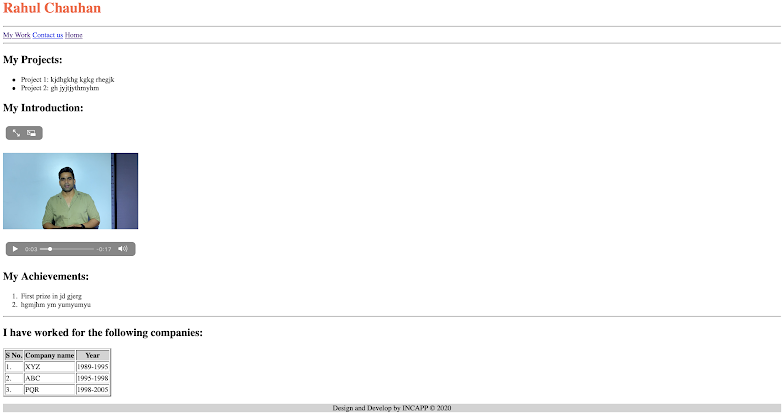 Rahul Chauhan
My Work Contact us Home
My Projects:
Project 1: kjdhgkhg kgkg rhegjk
Project 2: gh jyjtjythmyhm
My Introduction:
0:03 -0:17
My Achievements:
1. First prize in jd gjerg
2. hgmjhm ym yumyumyu
I have worked for the following companies:
S No. Company name Year
1. XYZ 1989-1995
2. ABC 1995-1998
3. PQR 1998-2005
Design and Develop by INCAPP © 2020